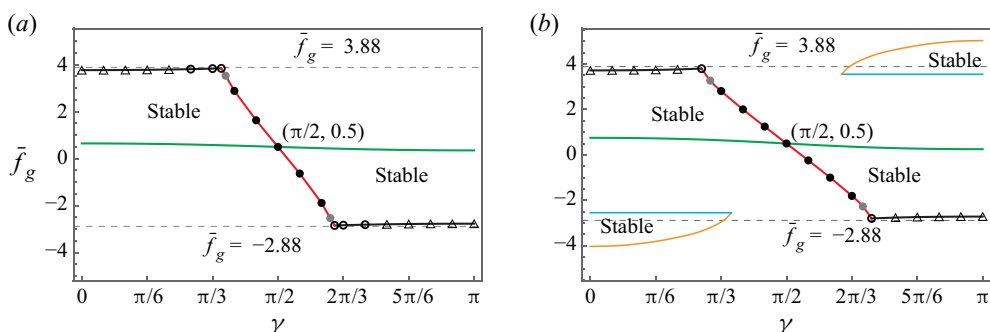 (a)
f̄g = 3.88
4
2
0
−2
−4
f̄g
Stable
(π/2, 0.5)
Stable
f̄g = −2.88
0 π/6 π/3 π/2 2π/3 5π/6 π
γ
(b)
f̄g = 3.88
4
2
0
−2
−4
Stable
Stable
(π/2, 0.5)
Stable
Stable
f̄g = −2.88
0 π/6 π/3 π/2 2π/3 5π/6 π
γ